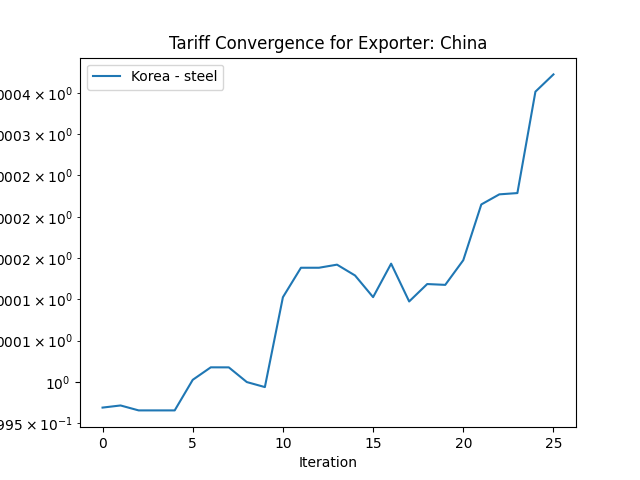 Tariff Convergence for Exporter: China
Korea - steel
0004 × 10⁰
0003 × 10⁰
0002 × 10⁰
0002 × 10⁰
0002 × 10⁰
0001 × 10⁰
0001 × 10⁰
10⁰
995 × 10⁻¹
0 5 10 15 20 25
Iteration